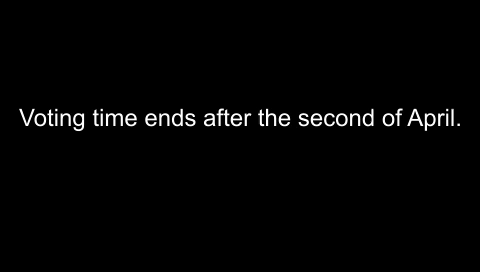 Voting time ends after the second of April.